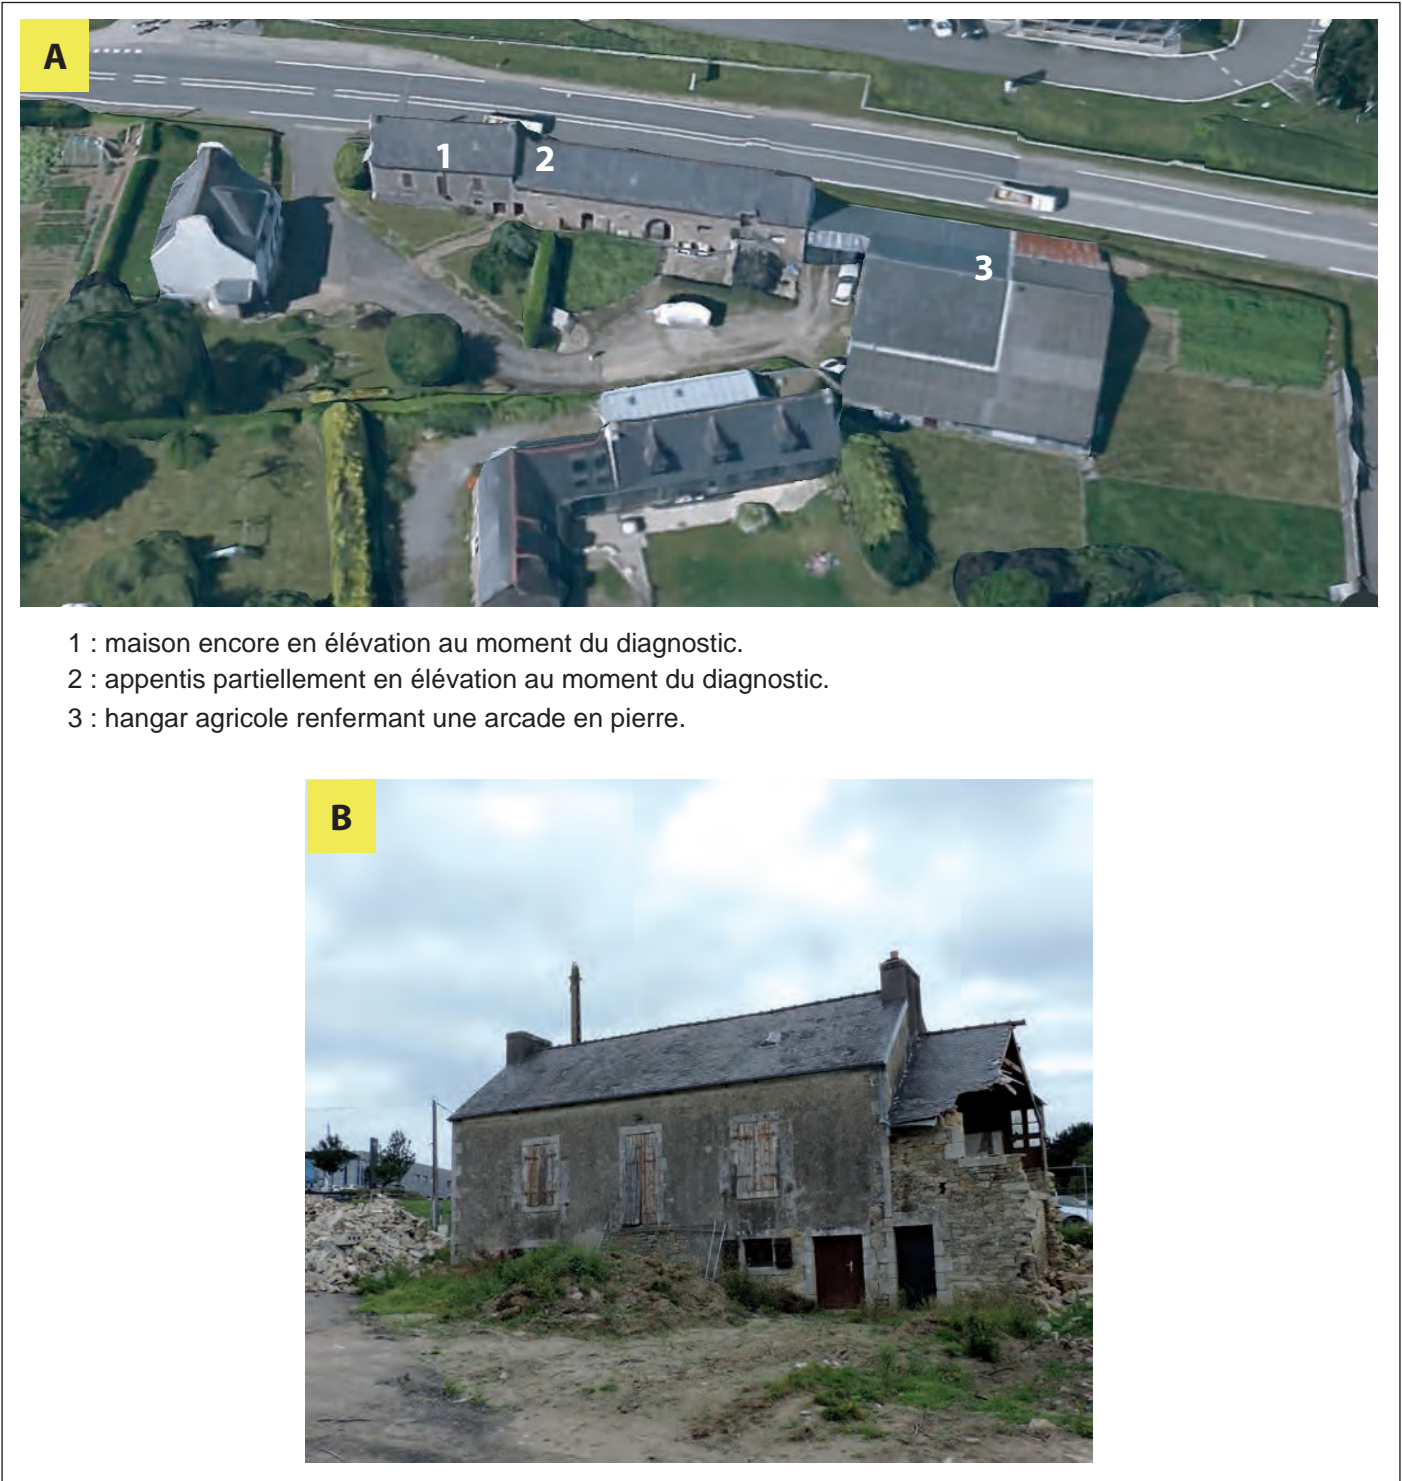 A
1
2
3
1 : maison encore en élévation au moment du diagnostic.
2 : appentis partiellement en élévation au moment du diagnostic.
3 : hangar agricole renfermant une arcade en pierre.
B